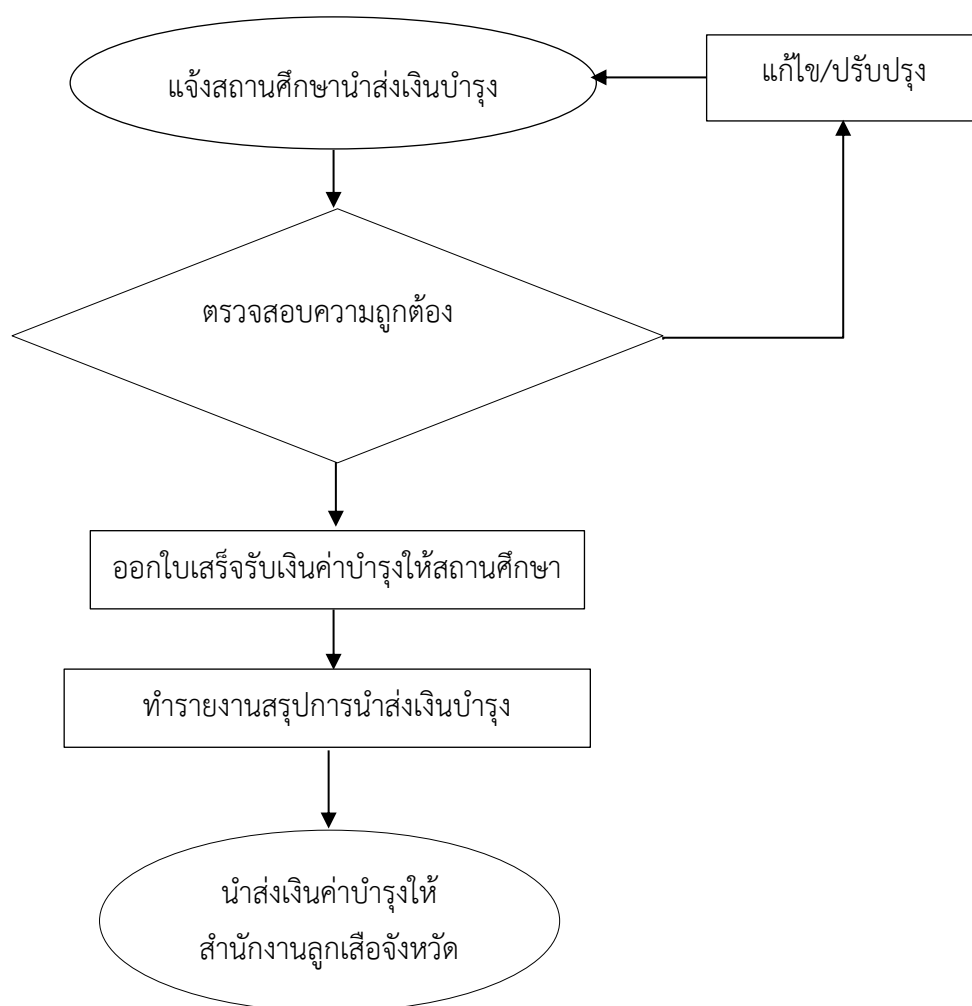 แจ้งสถานศึกษานำส่งเงินบำรุง
แก้ไข/ปรับปรุง
ตรวจสอบความถูกต้อง
ออกใบเสร็จรับเงินค่าบำรุงให้สถานศึกษา
ทำรายงานสรุปการนำส่งเงินบำรุง
นำส่งเงินค่าบำรุงให้
สำนักงานลูกเสือจังหวัด